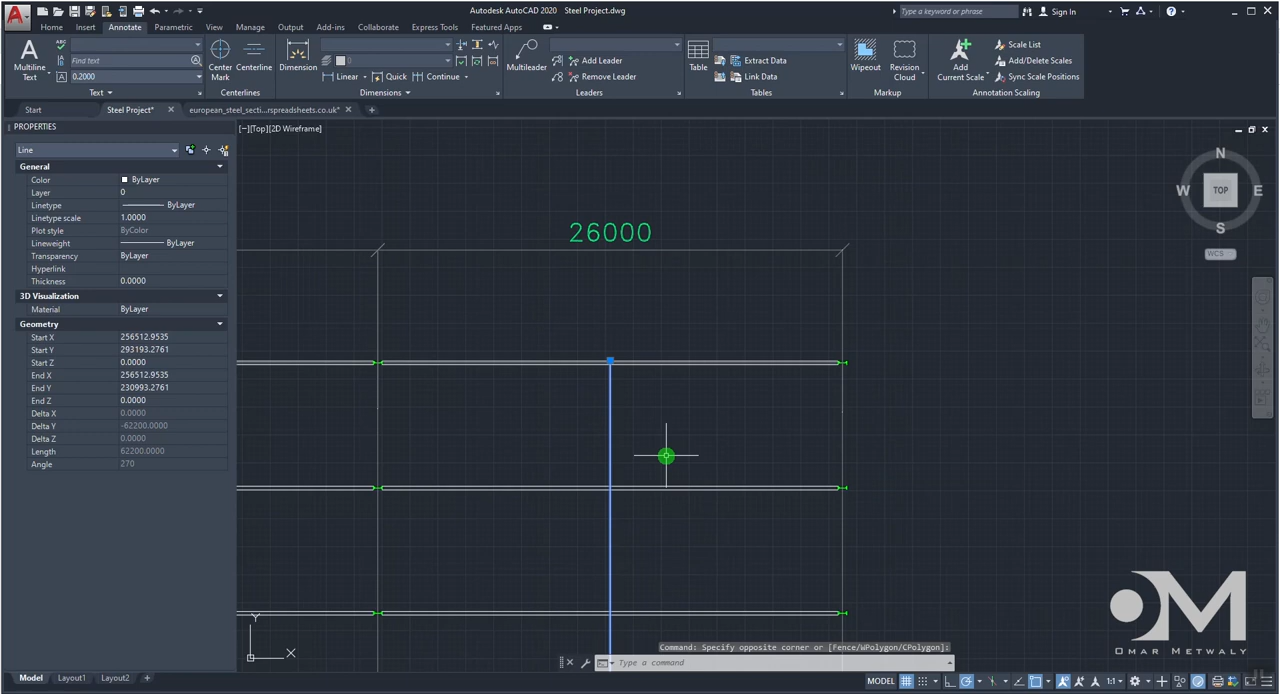 Autodesk AutoCAD 2020 Steel Project.dwg
Type a keyword or phrase
Sign In
Home Insert Annotate Parametric View Manage Output Add-ins Collaborate Express Tools Featured Apps
Multiline
Text
Find text
0.2000
Text
Center
Mark
Centerline
Centerlines
Dimension
0
Linear
Quick
Continue
Dimensions
Multileader
Add Leader
Remove Leader
Leaders
Table
Extract Data
Link Data
Tables
Wipeout
Revision
Cloud
Markup
Add
Current Scale
Scale List
Add/Delete Scales
Sync Scale Positions
Annotation Scaling
Start
Steel Project*
european_steel_secti...rspreadsheets.co.uk*
PROPERTIES
Line
General
Color ByLayer
Layer 0
Linetype ByLayer
Linetype scale 1.0000
Plot style ByColor
Lineweight ByLayer
Transparency ByLayer
Hyperlink
Thickness 0.0000
3D Visualization
Material ByLayer
Geometry
Start X 256512.9535
Start Y 293193.2761
Start Z 0.0000
End X 256512.9535
End Y 230993.2761
End Z 0.0000
Delta X 0.0000
Delta Y -62200.0000
Delta Z 0.0000
Length 62200.0000
Angle 270
[−][Top][2D Wireframe]
26000
N
W TOP E
S
WCS
Y
X
OMAR METWALY
Command: Specify opposite corner or [Fence/WPolygon/CPolygon]:
Type a command
Model Layout1 Layout2
MODEL
1:1